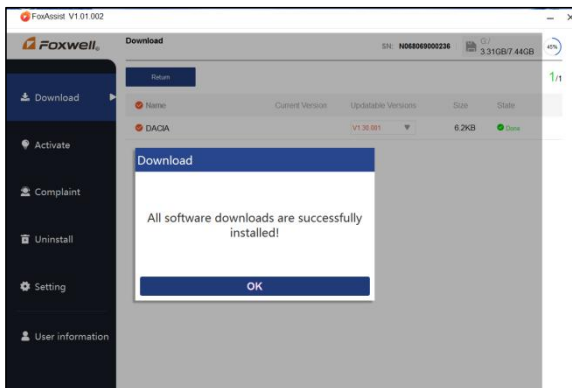 FoxAssist V1.01.002
FOXWELL®
Download
SN: N068069000236
G:/
3.31GB/7.44GB
45%
Return
1/1
Download
Activate
Complaint
Uninstall
Setting
User information
Name Current Version Updatable Versions Size State
DACIA V1.30.001 6.2KB Done
Download
All software downloads are successfully
installed!
OK